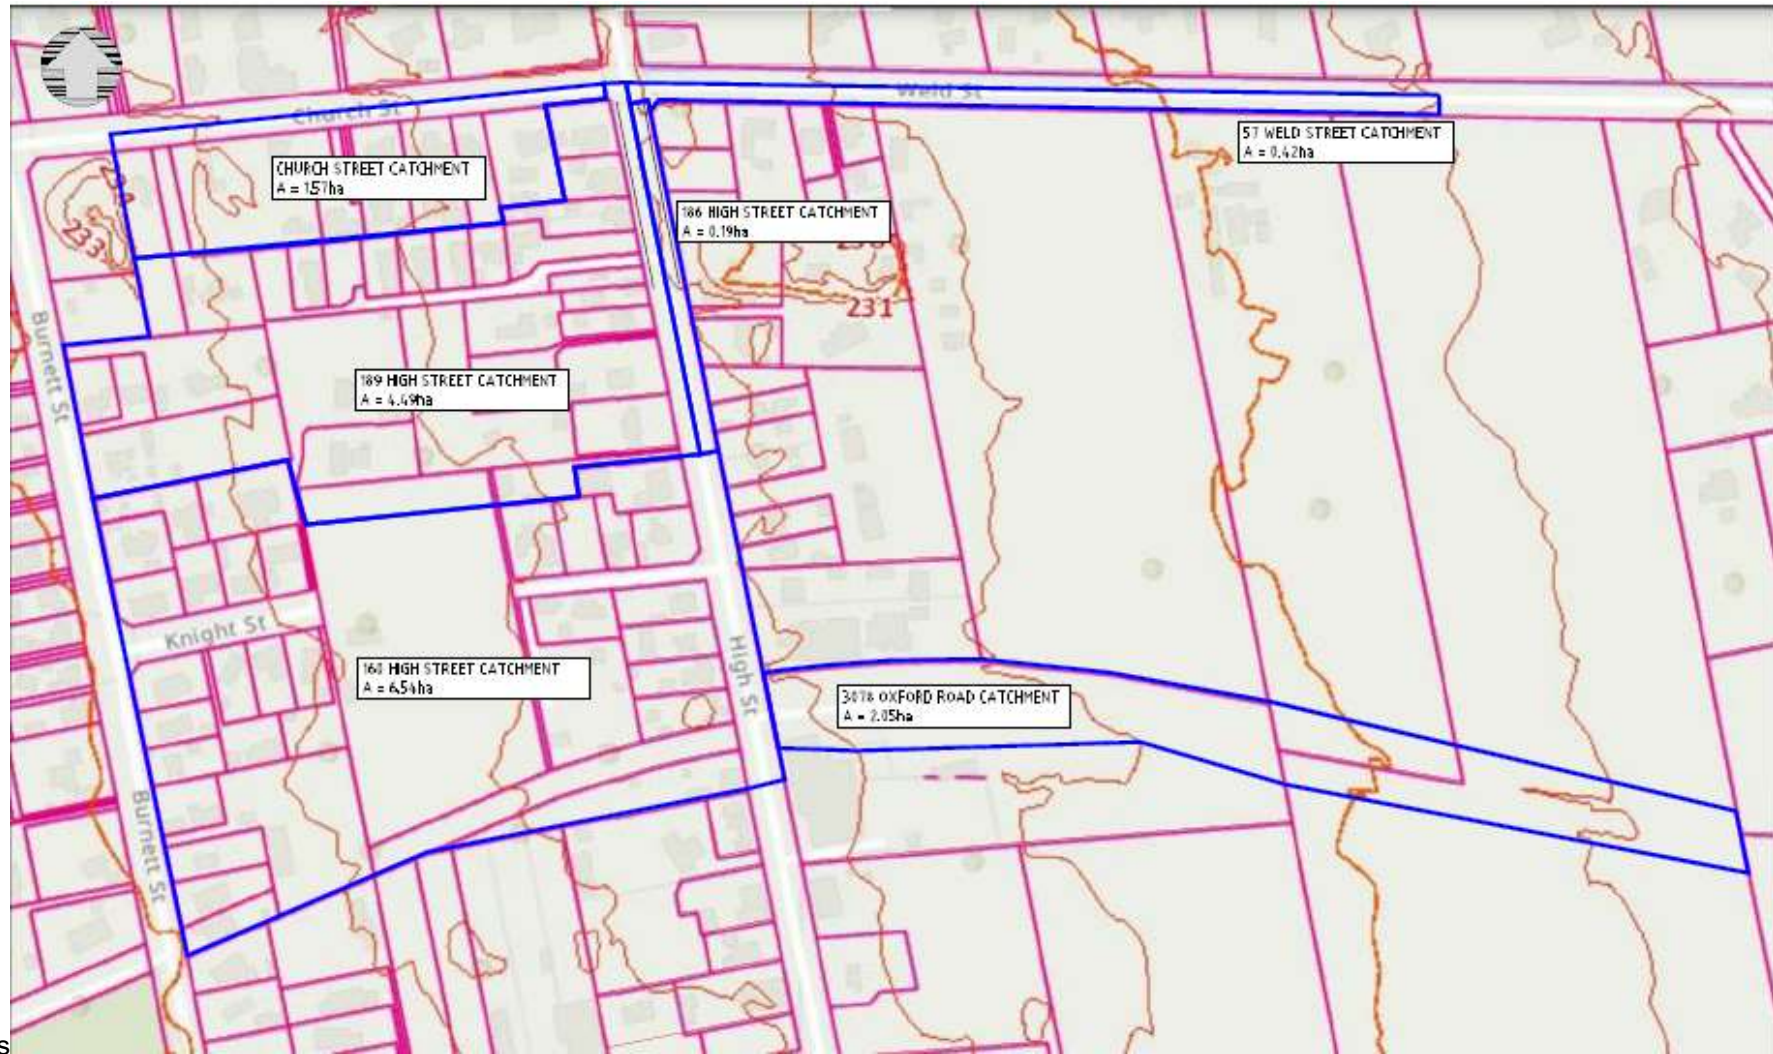 Church St
Weld St
57 WELD STREET CATCHMENT
A = 0.42ha
CHURCH STREET CATCHMENT
A = 1.57ha
186 HIGH STREET CATCHMENT
A = 0.19ha
233
231
Burnett St
189 HIGH STREET CATCHMENT
A = 4.49ha
Knight St
160 HIGH STREET CATCHMENT
A = 6.54ha
High St
3078 OXFORD ROAD CATCHMENT
A = 2.05ha
Burnett St
s